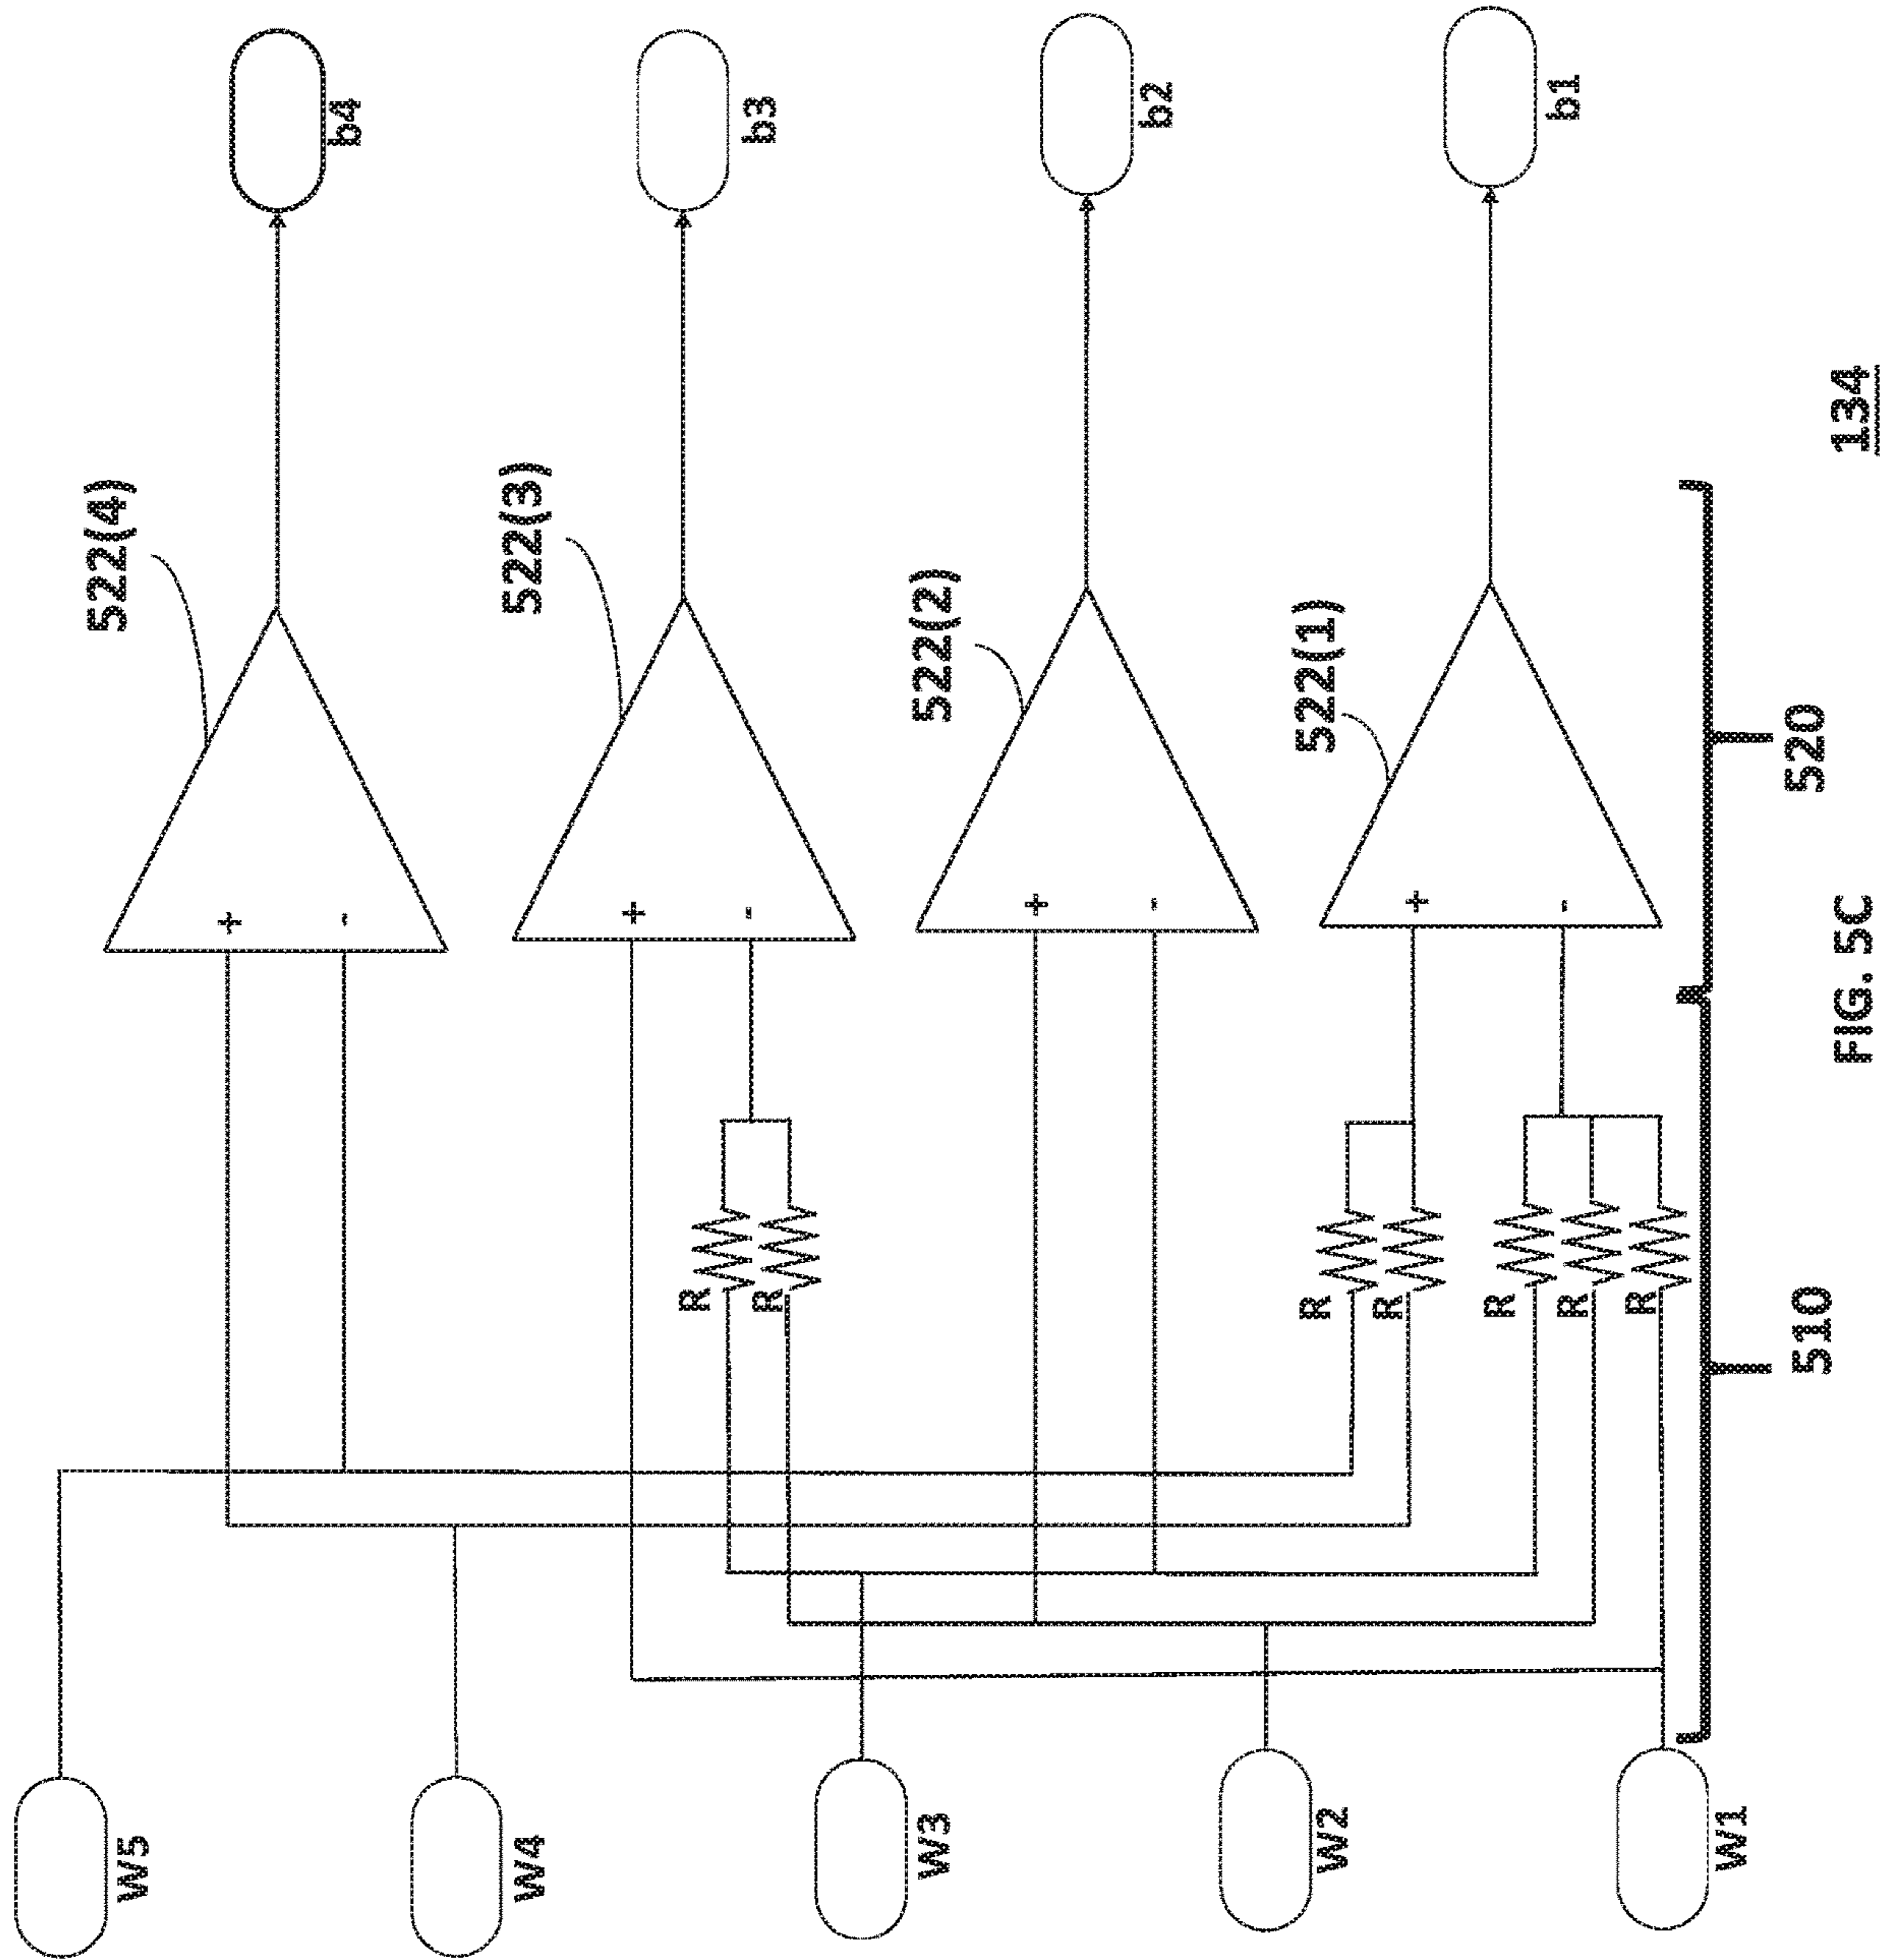 522(4)
W5
+
-
b4
522(3)
W4
+
R
-
b3
R
522(2)
W3
+
-
b2
R
522(1)
W2
R
+
R
-
b1
R
R
W1
510
520
FIG. 5C
134